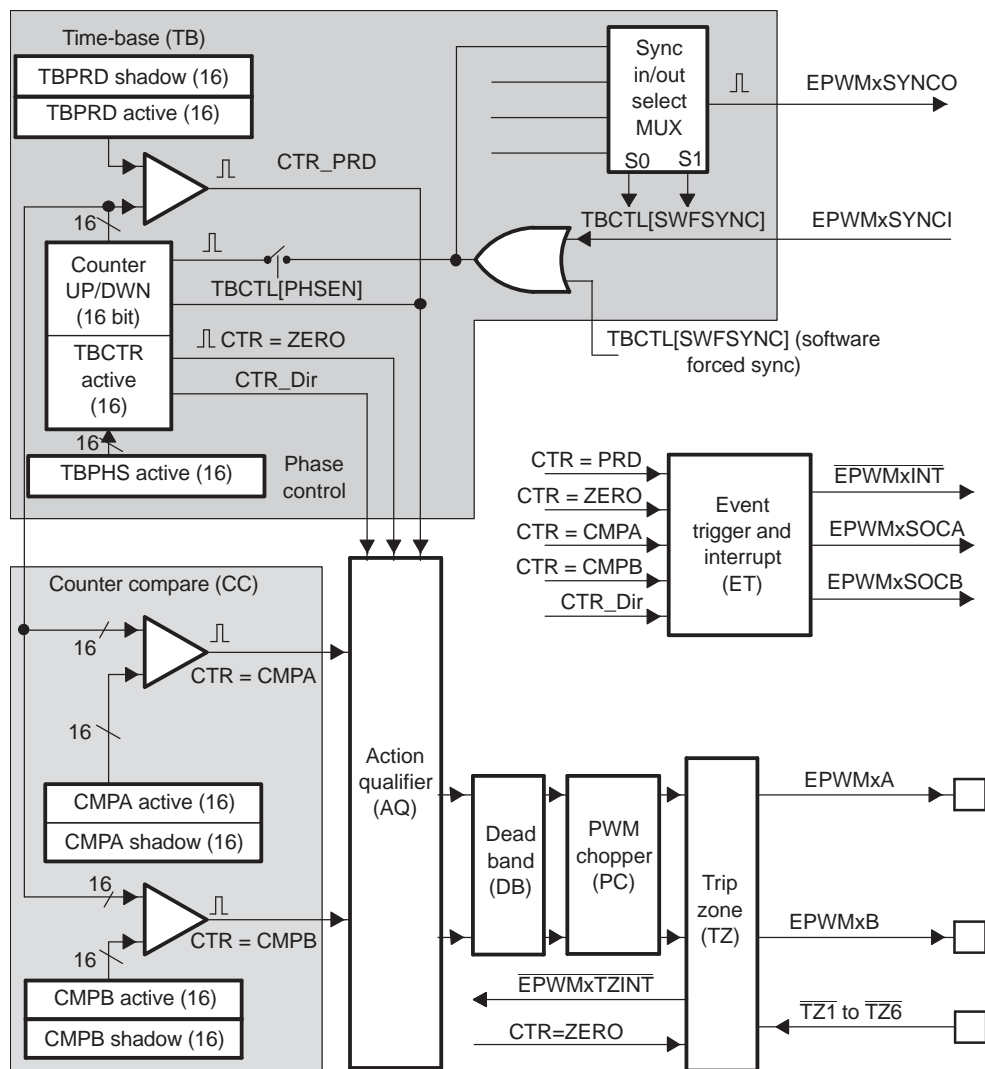 Time-base (TB)
TBPRD shadow (16)
TBPRD active (16)
CTR_PRD
16
Counter
UP/DWN
(16 bit)
TBCTR
active
(16)
16
TBPHS active (16)
TBCTL[PHSEN]
CTR = ZERO
CTR_Dir
Phase
control
Sync
in/out
select
MUX
S0 S1
TBCTL[SWFSYNC]
EPWMxSYNCO
EPWMxSYNCI
TBCTL[SWFSYNC] (software
forced sync)
CTR = PRD
CTR = ZERO
CTR = CMPA
CTR = CMPB
CTR_Dir
Event
trigger and
interrupt
(ET)
EPWMxINT
EPWMxSOCA
EPWMxSOCB
Counter compare (CC)
16
CTR = CMPA
16
CMPA active (16)
CMPA shadow (16)
16
CTR = CMPB
16
CMPB active (16)
CMPB shadow (16)
Action
qualifier
(AQ)
Dead
band
(DB)
PWM
chopper
(PC)
Trip
zone
(TZ)
EPWMxA
EPWMxB
EPWMxTZINT
TZ1 to TZ6
CTR=ZERO